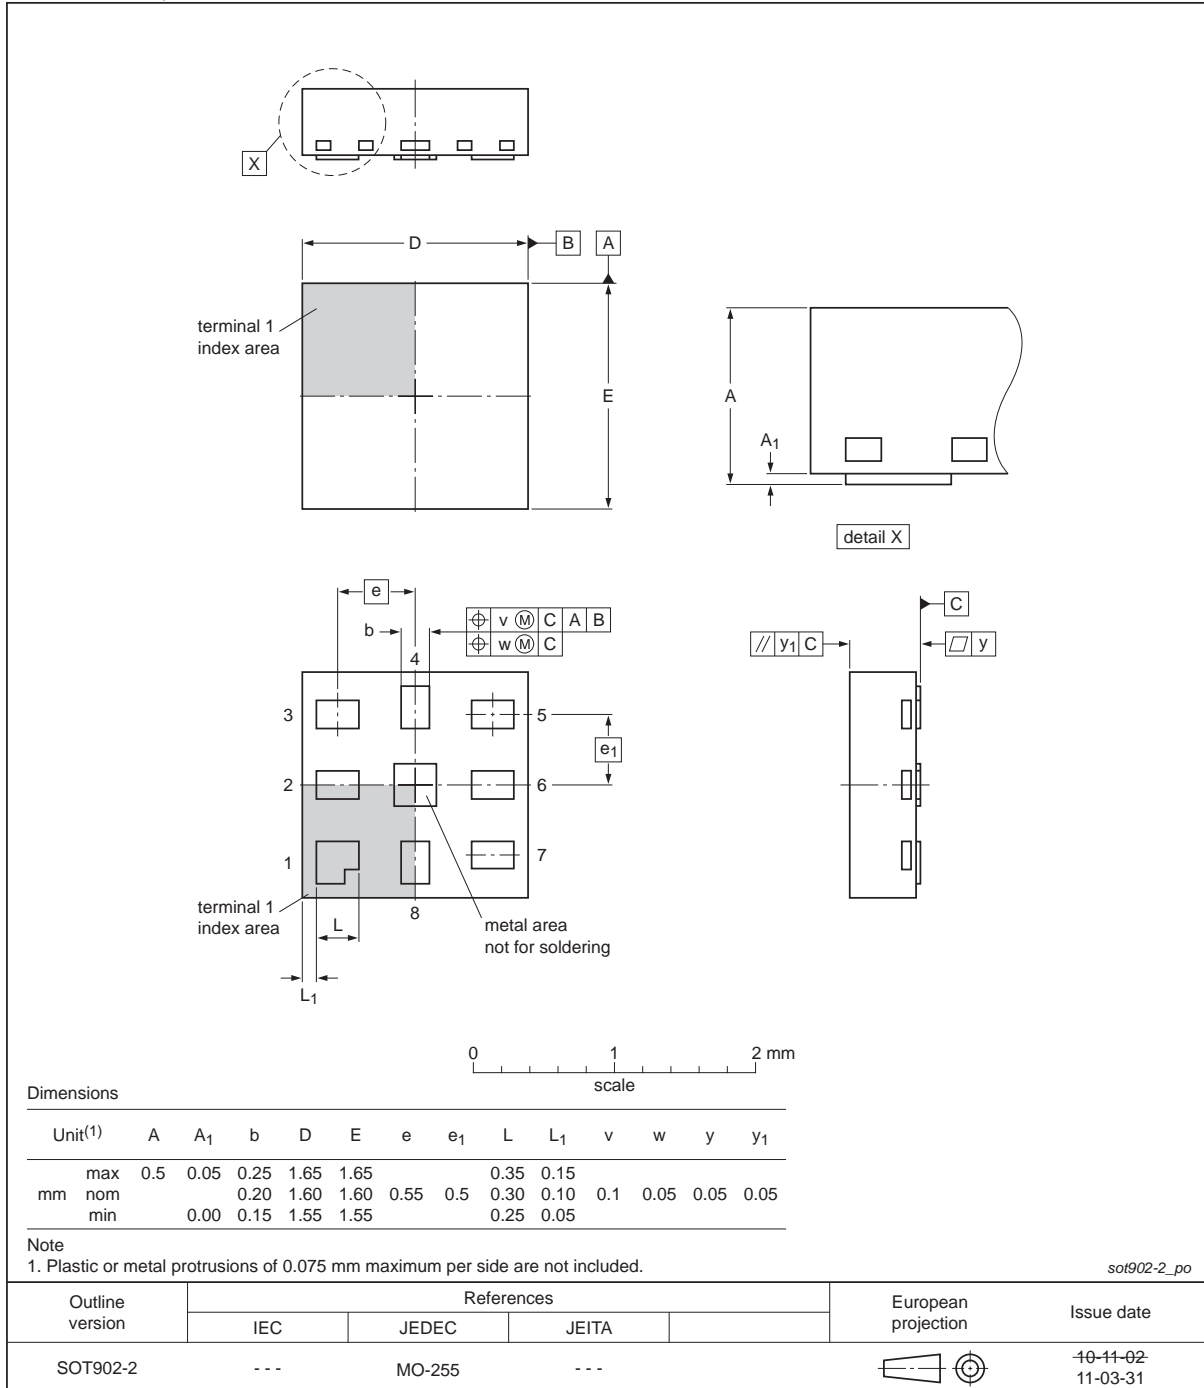 X
D
B
A
terminal 1
index area
E
A
A1
detail X
e
b
v M C A B
w M C
C
y1 C
y
4
3
5
e1
2
6
1
7
terminal 1
index area
8
L
metal area
not for soldering
L1
0 1 2 mm
scale
Dimensions
Unit(1) A A1 b D E e e1 L L1 v w y y1
max 0.5 0.05 0.25 1.65 1.65 0.35 0.15
mm nom 0.20 1.60 1.60 0.55 0.5 0.30 0.10 0.1 0.05 0.05 0.05
min 0.00 0.15 1.55 1.55 0.25 0.05
Note
1. Plastic or metal protrusions of 0.075 mm maximum per side are not included.
sot902-2_po
Outline
version
References
IEC JEDEC JEITA
European
projection
Issue date
SOT902-2 - - - MO-255 - - -
10-11-02
11-03-31